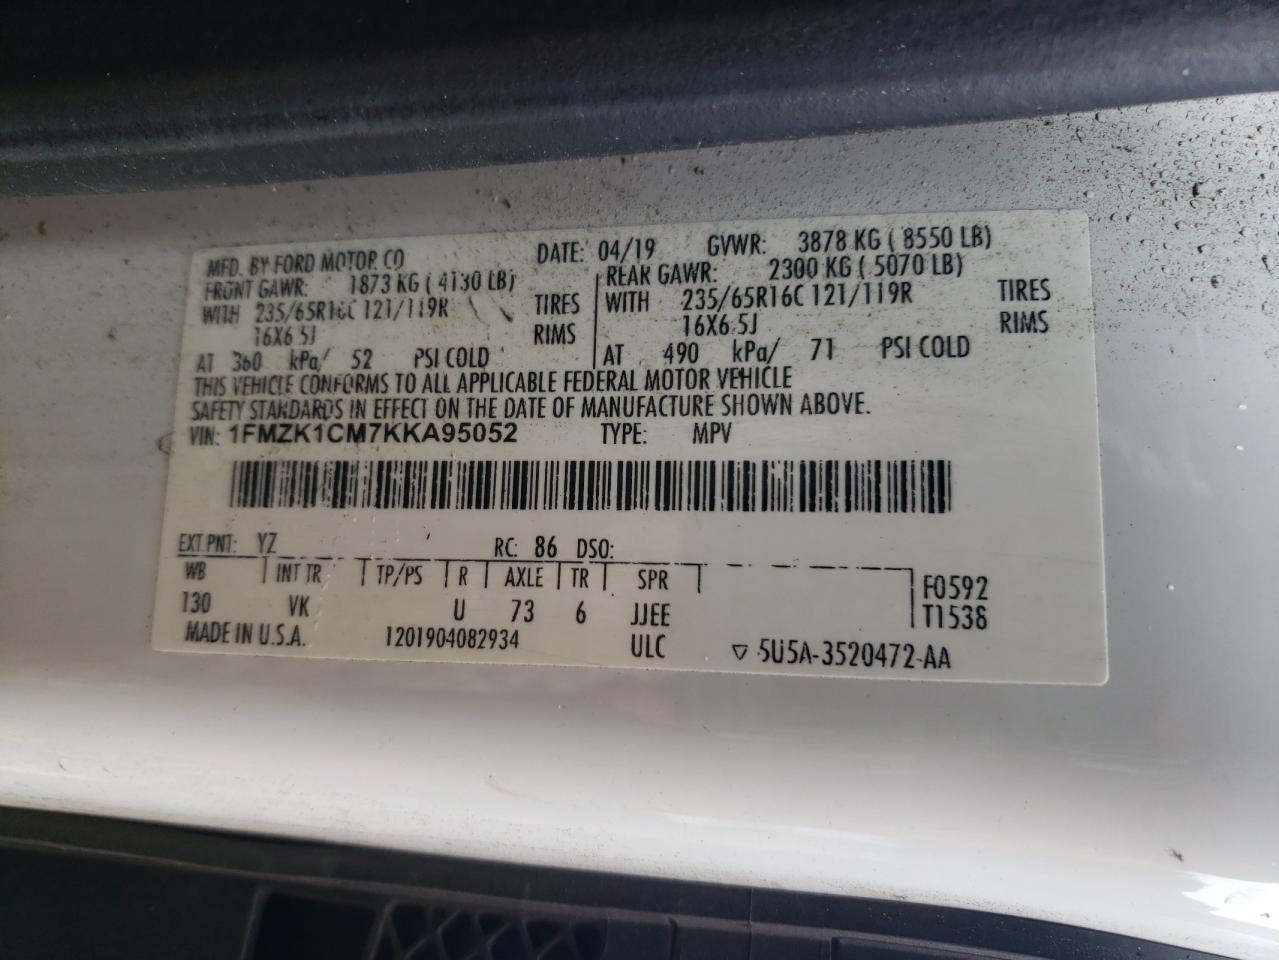 MFD. BY FORD MOTOR CO DATE: 04/19 GVWR: 3878 KG ( 8550 LB)
FRONT GAWR: 1873 KG ( 4130 LB) REAR GAWR: 2300 KG ( 5070 LB)
WITH 235/65R16C 121/119R TIRES WITH 235/65R16C 121/119R TIRES
16X6.5J RIMS 16X6.5J RIMS
AT 360 kPa/ 52 PSI COLD AT 490 kPa/ 71 PSI COLD
THIS VEHICLE CONFORMS TO ALL APPLICABLE FEDERAL MOTOR VEHICLE
SAFETY STANDARDS IN EFFECT ON THE DATE OF MANUFACTURE SHOWN ABOVE.
VIN: 1FMZK1CM7KKA95052 TYPE: MPV
EXT PNT: YZ RC: 86 DSO:
WB INT TR TP/PS R AXLE TR SPR F0592
130 VK U 73 6 JJEE T1538
MADE IN U.S.A. 1201904082934 ULC ▽ 5U5A-3520472-AA